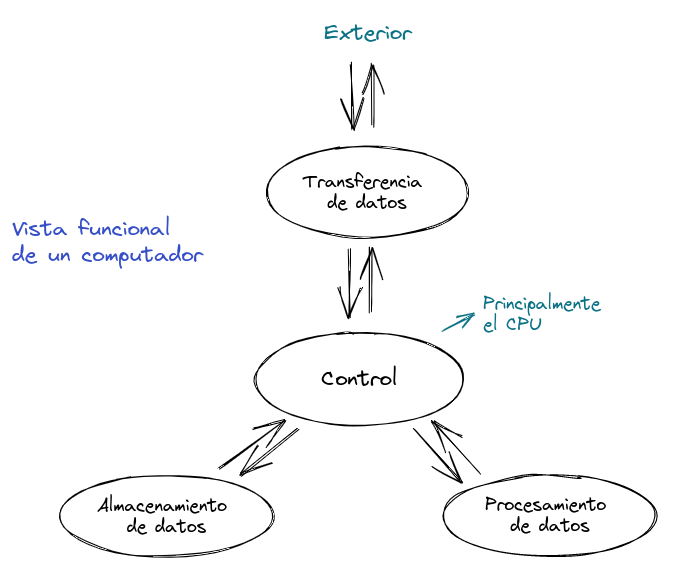 Exterior
Transferencia
de datos
Vista funcional
de un computador
Principalmente
el CPU
Control
Almacenamiento
de datos
Procesamiento
de datos